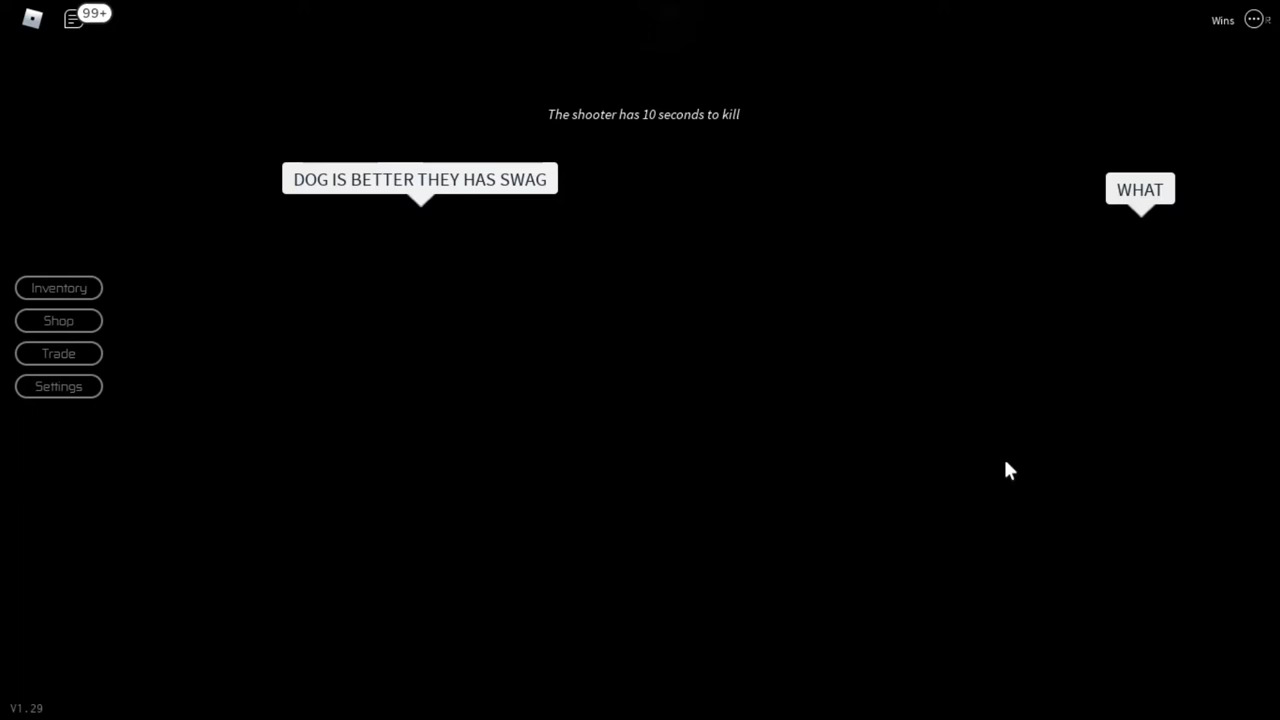 99+
Wins
The shooter has 10 seconds to kill
DOG IS BETTER THEY HAS SWAG
WHAT
Inventory
Shop
Trade
Settings
V1.29